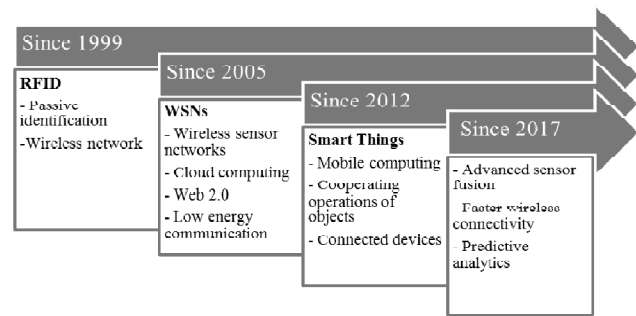 Since 1999
RFID
- Passive
identification
-Wireless network
Since 2005
WSNs
- Wireless sensor
networks
- Cloud computing
- Web 2.0
- Low energy
communication
Since 2012
Smart Things
- Mobile computing
- Cooperating
operations of
objects
- Connected devices
Since 2017
- Advanced sensor
fusion
- Faster wireless
connectivity
- Predictive
analytics